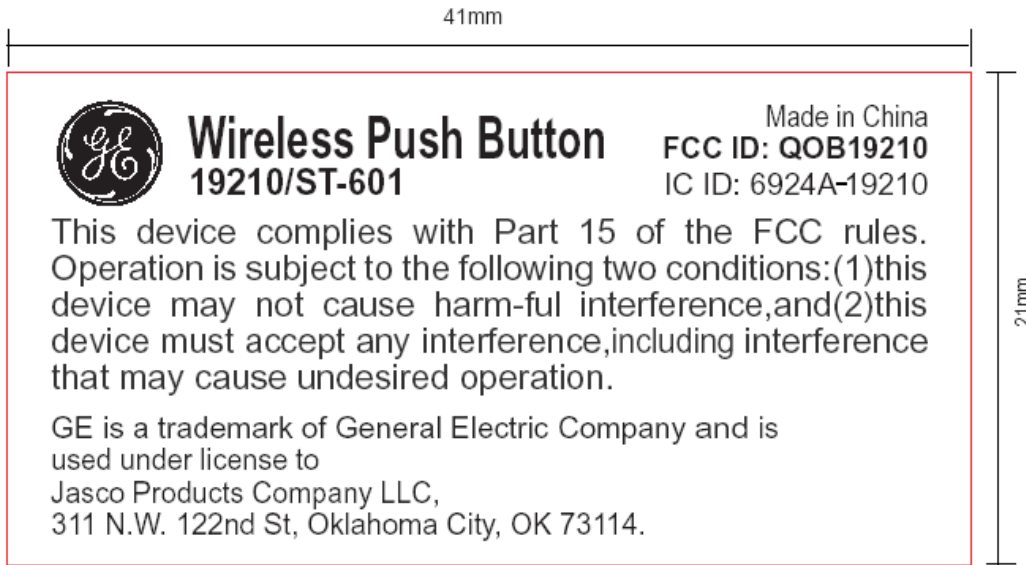 41mm
GE
Wireless Push Button
19210/ST-601
Made in China
FCC ID: QOB19210
IC ID: 6924A-19210
This device complies with Part 15 of the FCC rules.
Operation is subject to the following two conditions:(1)this
device may not cause harm-ful interference,and(2)this
device must accept any interference,including interference
that may cause undesired operation.
GE is a trademark of General Electric Company and is
used under license to
Jasco Products Company LLC,
311 N.W. 122nd St, Oklahoma City, OK 73114.
21mm